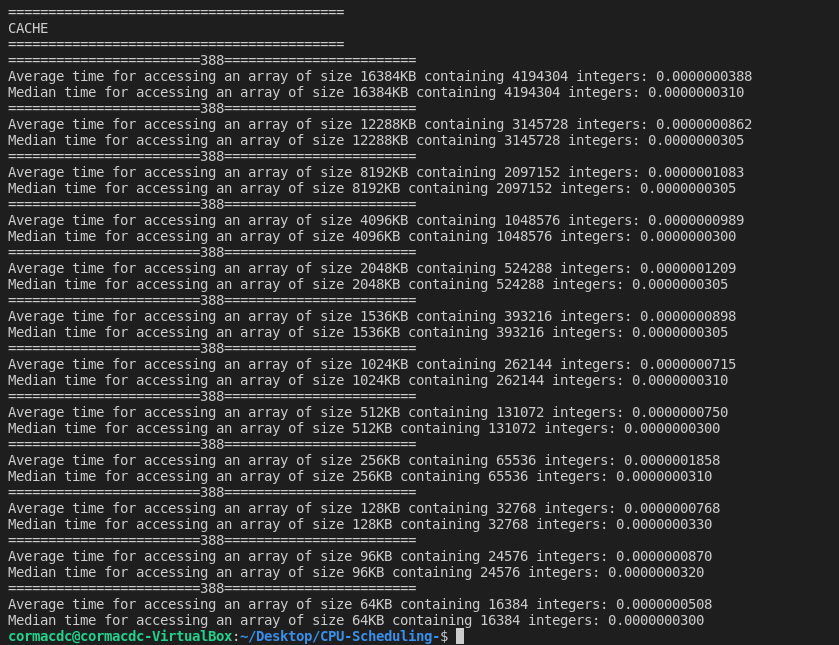 ==========================================
CACHE
==========================================
========================388========================
Average time for accessing an array of size 16384KB containing 4194304 integers: 0.0000000388
Median time for accessing an array of size 16384KB containing 4194304 integers: 0.0000000310
========================388========================
Average time for accessing an array of size 12288KB containing 3145728 integers: 0.0000000862
Median time for accessing an array of size 12288KB containing 3145728 integers: 0.0000000305
========================388========================
Average time for accessing an array of size 8192KB containing 2097152 integers: 0.0000001083
Median time for accessing an array of size 8192KB containing 2097152 integers: 0.0000000305
========================388========================
Average time for accessing an array of size 4096KB containing 1048576 integers: 0.0000000989
Median time for accessing an array of size 4096KB containing 1048576 integers: 0.0000000300
========================388========================
Average time for accessing an array of size 2048KB containing 524288 integers: 0.0000001209
Median time for accessing an array of size 2048KB containing 524288 integers: 0.0000000305
========================388========================
Average time for accessing an array of size 1536KB containing 393216 integers: 0.0000000898
Median time for accessing an array of size 1536KB containing 393216 integers: 0.0000000305
========================388========================
Average time for accessing an array of size 1024KB containing 262144 integers: 0.0000000715
Median time for accessing an array of size 1024KB containing 262144 integers: 0.0000000310
========================388========================
Average time for accessing an array of size 512KB containing 131072 integers: 0.0000000750
Median time for accessing an array of size 512KB containing 131072 integers: 0.0000000300
========================388========================
Average time for accessing an array of size 256KB containing 65536 integers: 0.0000001858
Median time for accessing an array of size 256KB containing 65536 integers: 0.0000000310
========================388========================
Average time for accessing an array of size 128KB containing 32768 integers: 0.0000000768
Median time for accessing an array of size 128KB containing 32768 integers: 0.0000000330
========================388========================
Average time for accessing an array of size 96KB containing 24576 integers: 0.0000000870
Median time for accessing an array of size 96KB containing 24576 integers: 0.0000000320
========================388========================
Average time for accessing an array of size 64KB containing 16384 integers: 0.0000000508
Median time for accessing an array of size 64KB containing 16384 integers: 0.0000000300
cormacdc@cormacdc-VirtualBox:~/Desktop/CPU-Scheduling-$